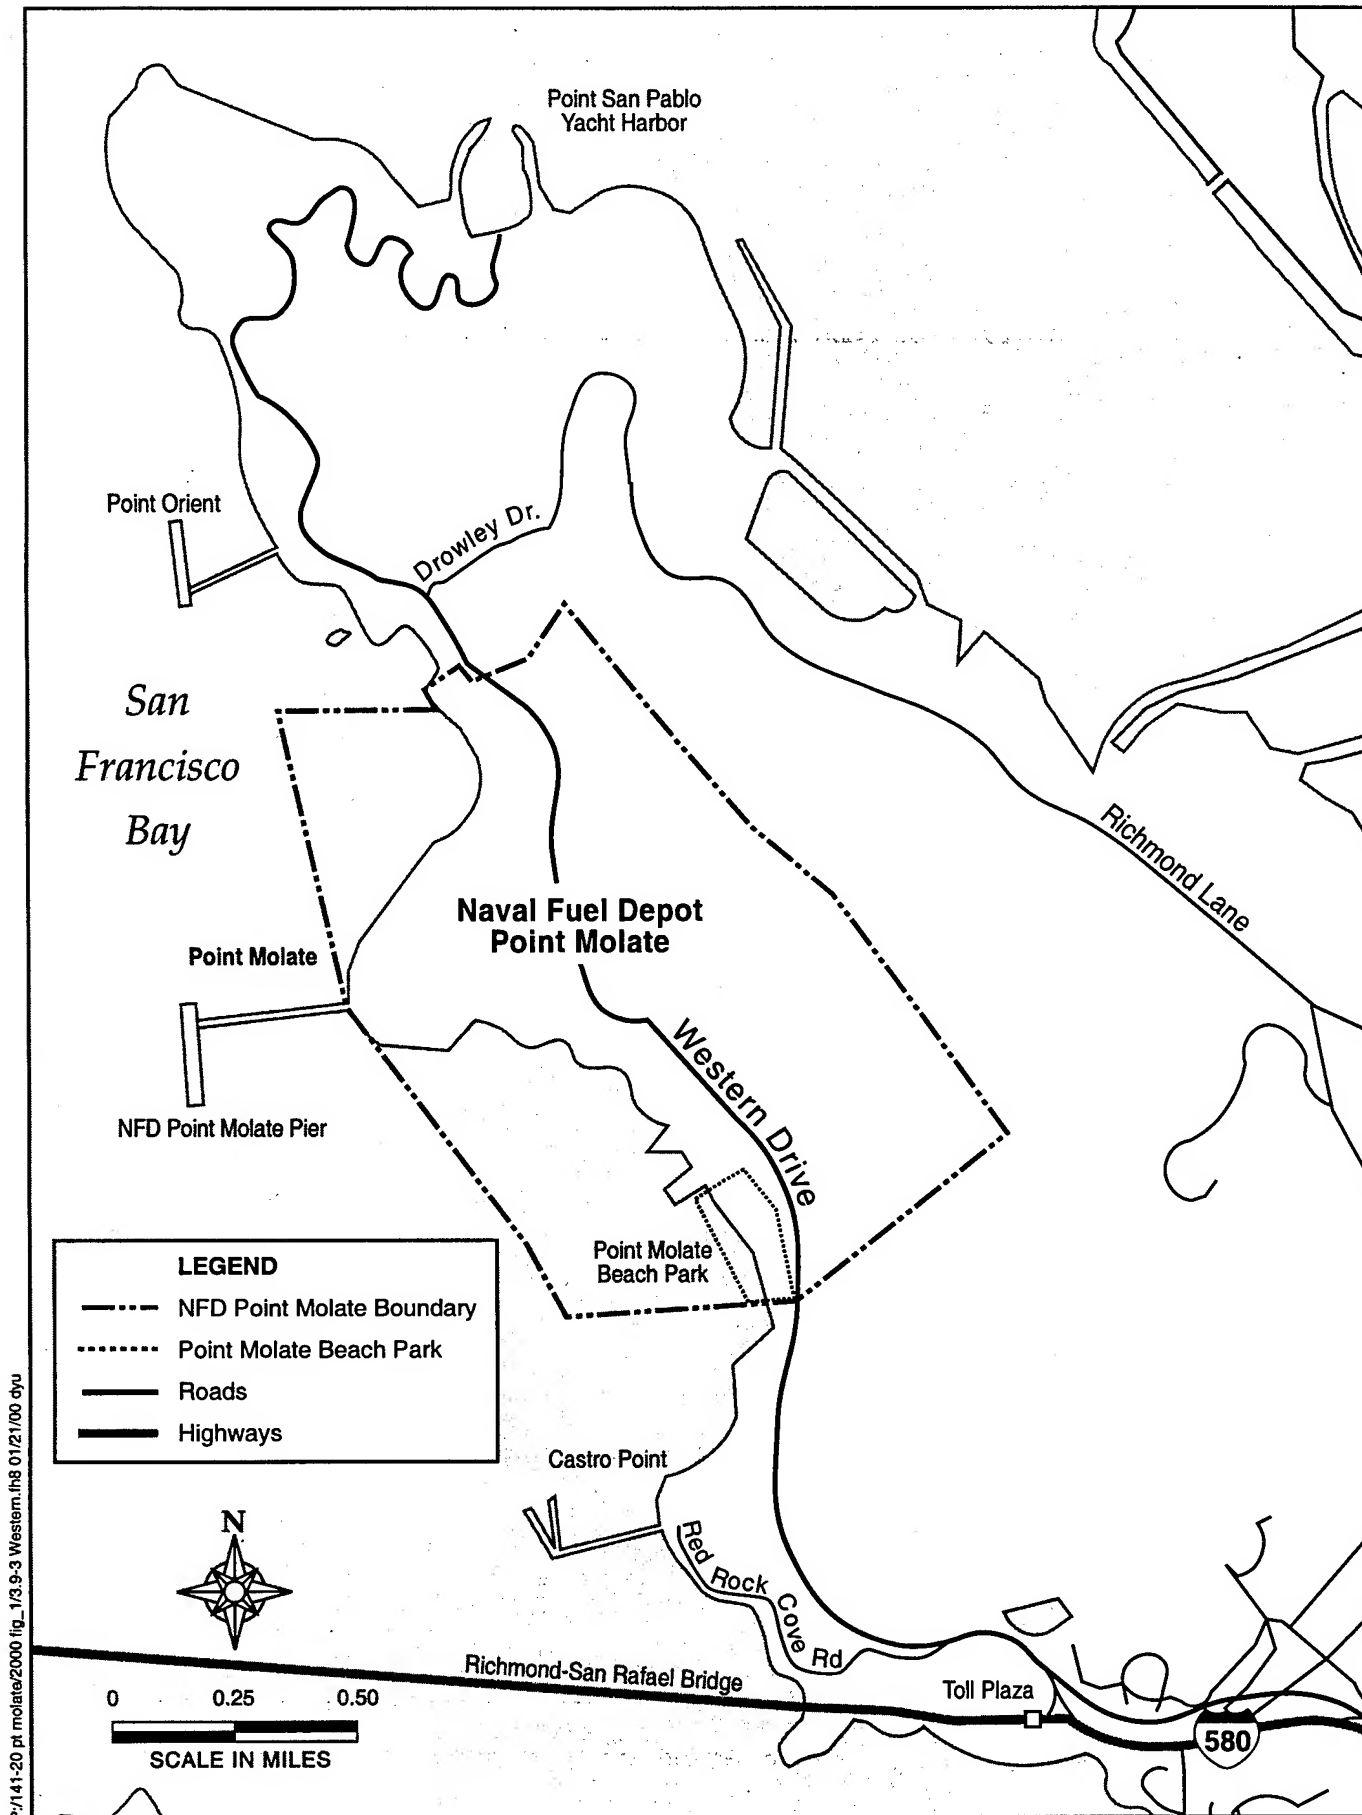 Point San Pablo
Yacht Harbor
Point Orient
Drowley Dr.
San
Francisco
Bay
Richmond Lane
Naval Fuel Depot
Point Molate
Point Molate
Western Drive
NFD Point Molate Pier
Point Molate
Beach Park
LEGEND
NFD Point Molate Boundary
Point Molate Beach Park
Roads
Highways
Castro Point
N
Red Rock Cove Rd
Richmond-San Rafael Bridge
Toll Plaza
580
0 0.25 0.50
SCALE IN MILES
P:/141-20 pt molate/2000 fig_1/3.9-3 Western.fh8 01/21/00 dyu